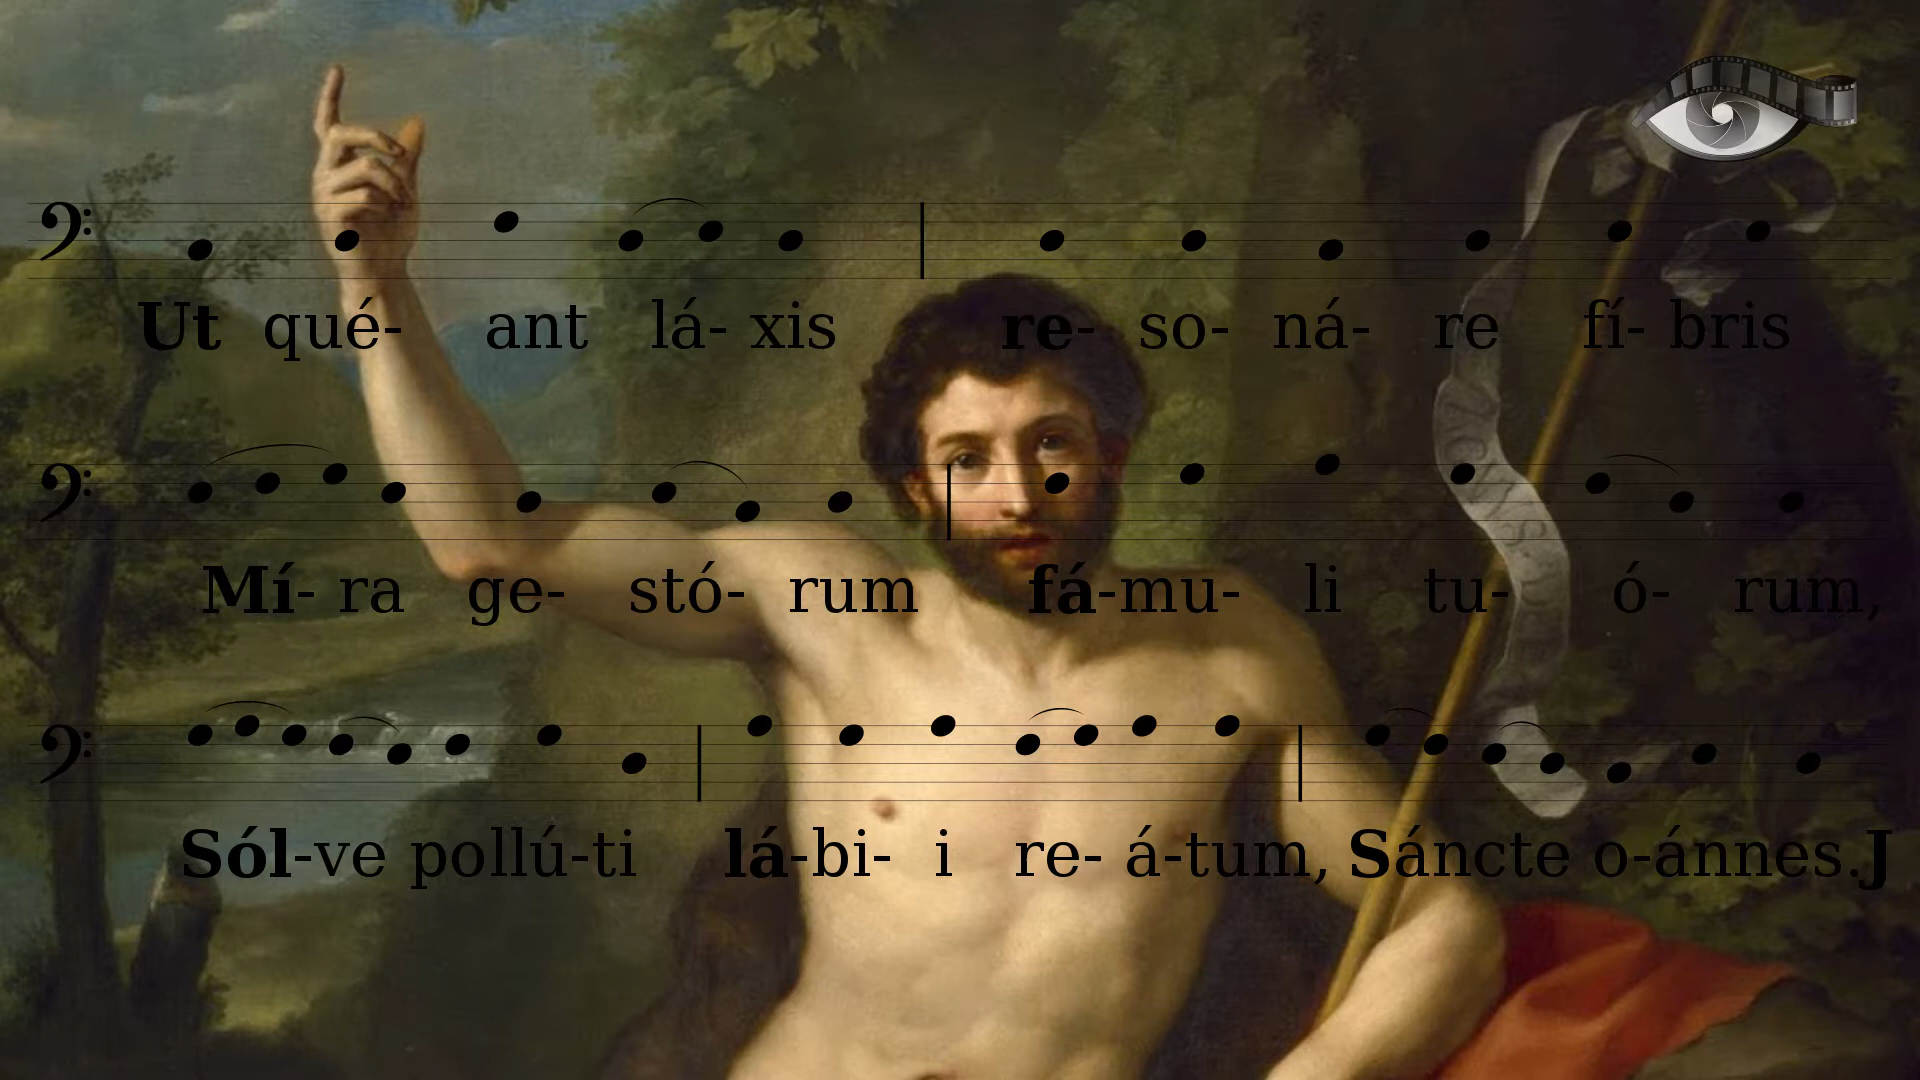 Ut qué- ant lá- xis re- so- ná- re fí- bris
Mí- ra ge- stó- rum fá-mu- li tu- ó- rum,
Sól-ve pollú-ti lá-bi- i re- á-tum, Sáncte o-ánnes.J